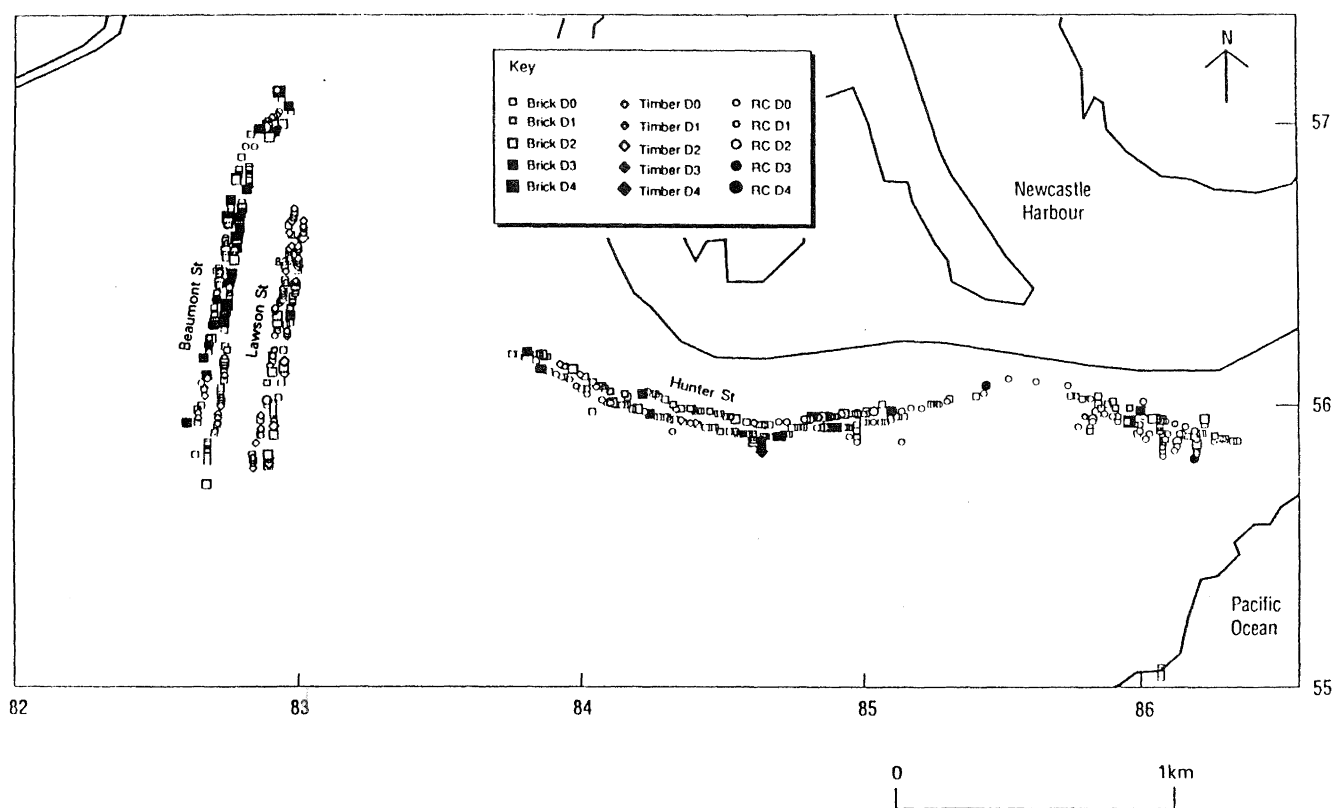 Key
Brick D0
Brick D1
Brick D2
Brick D3
Brick D4
Timber D0
Timber D1
Timber D2
Timber D3
Timber D4
RC D0
RC D1
RC D2
RC D3
RC D4
N
57
Newcastle
Harbour
Beaumont St
Lawson St
Hunter St
56
Pacific
Ocean
55
82
83
84
85
86
0
1km